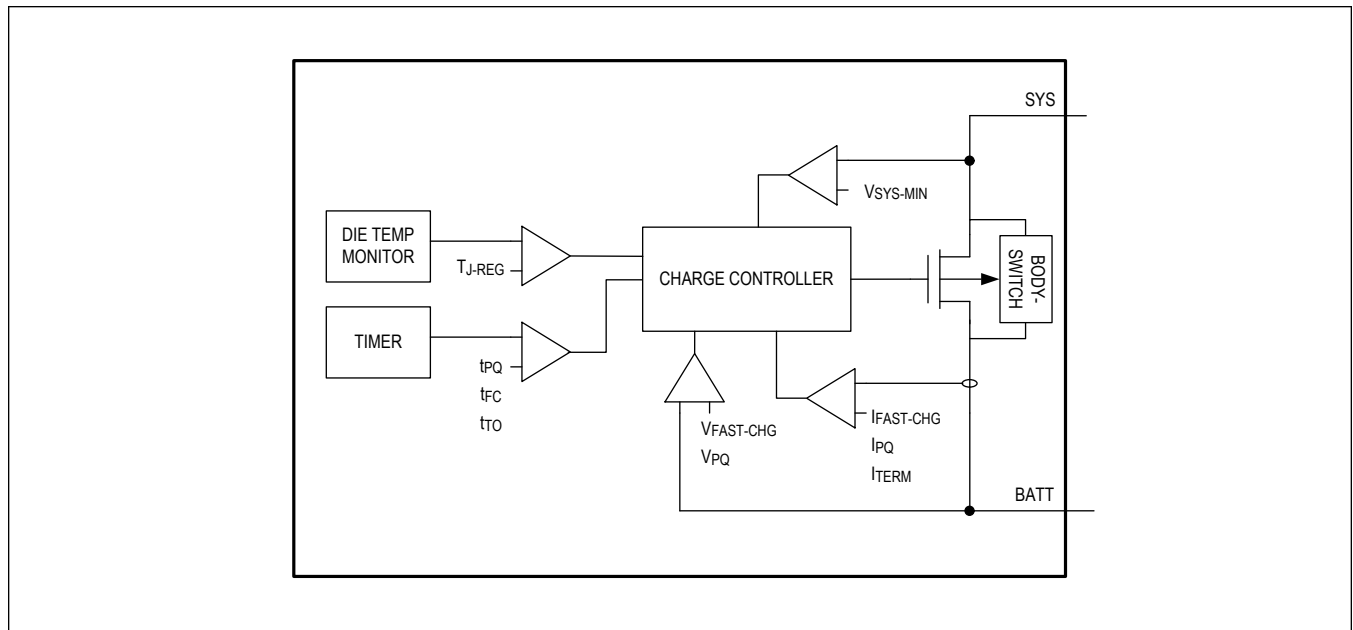 SYS
VSYS-MIN
DIE TEMP
MONITOR
TJ-REG
CHARGE CONTROLLER
BODY-
SWITCH
TIMER
tPQ
tFC
tTO
VFAST-CHG
VPQ
IFAST-CHG
IPQ
ITERM
BATT